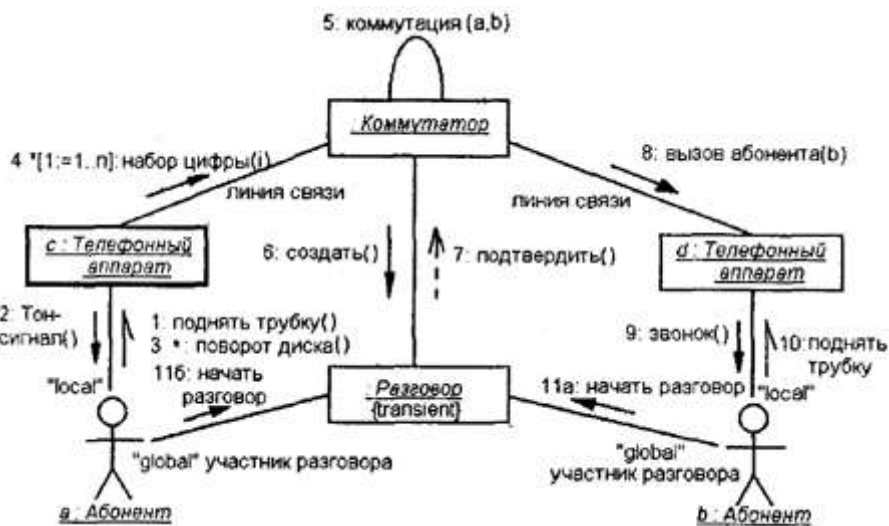 5: коммутация (a,b)
: Коммутатор
4 *[1:=1..n]: набор цифры(i)
8: вызов абонента(b)
линия связи
линия связи
c : Телефонный
аппарат
d : Телефонный
аппарат
6: создать()
7: подтвердить()
2: Тон-
сигнал()
1: поднять трубку()
3 *: поворот диска()
11б: начать
разговор
9: звонок()
10: поднять
трубку
"local"
: Разговор
{transient}
11а: начать разговор
"local"
"global" участник разговора
"global"
участник разговора
a : Абонент
b : Абонент